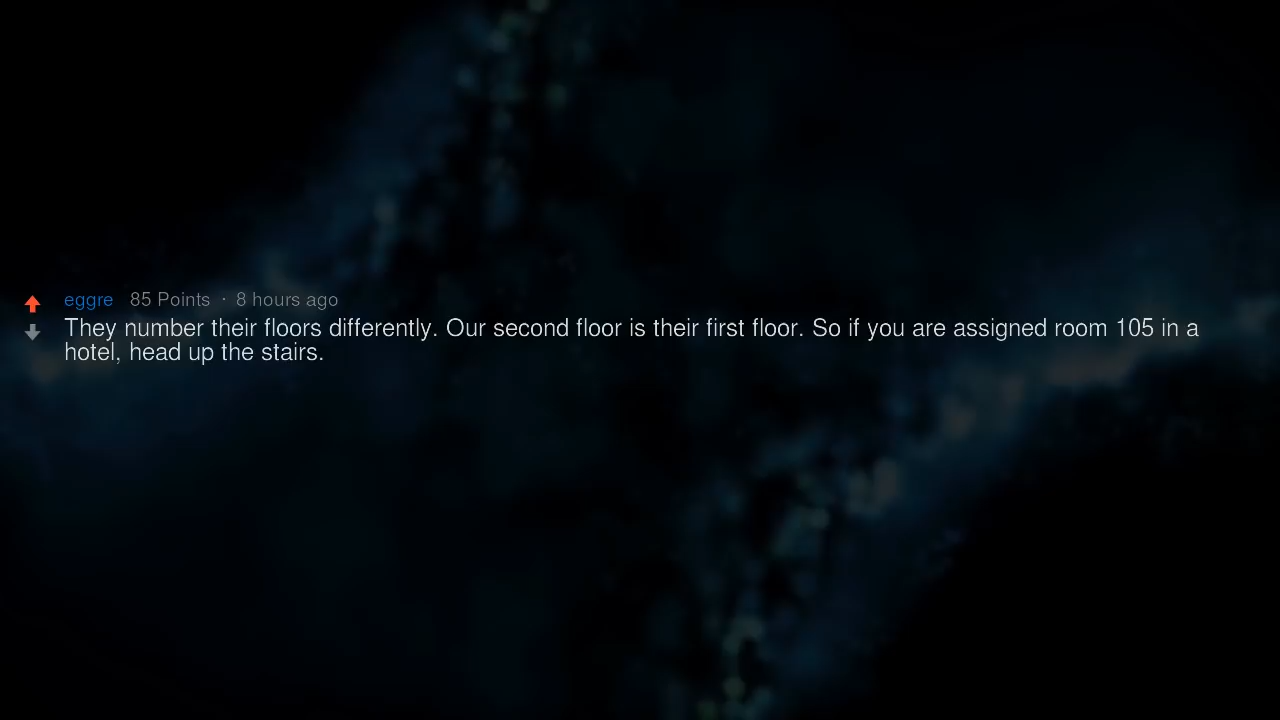 eggre 85 Points · 8 hours ago
They number their floors differently. Our second floor is their first floor. So if you are assigned room 105 in a
hotel, head up the stairs.